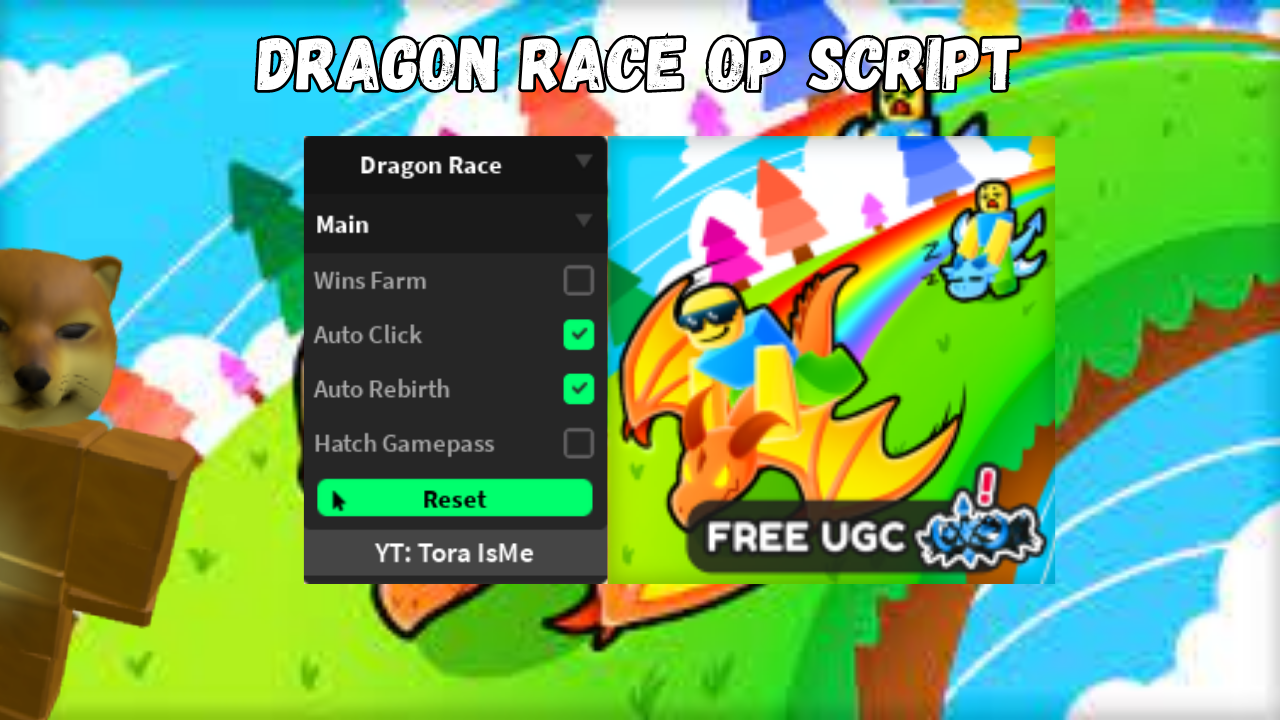 DRAGON RACE OP SCRIPT
Dragon Race
Main
Wins Farm
Auto Click
Auto Rebirth
Hatch Gamepass
Reset
YT: Tora IsMe
z
z
FREE UGC
!